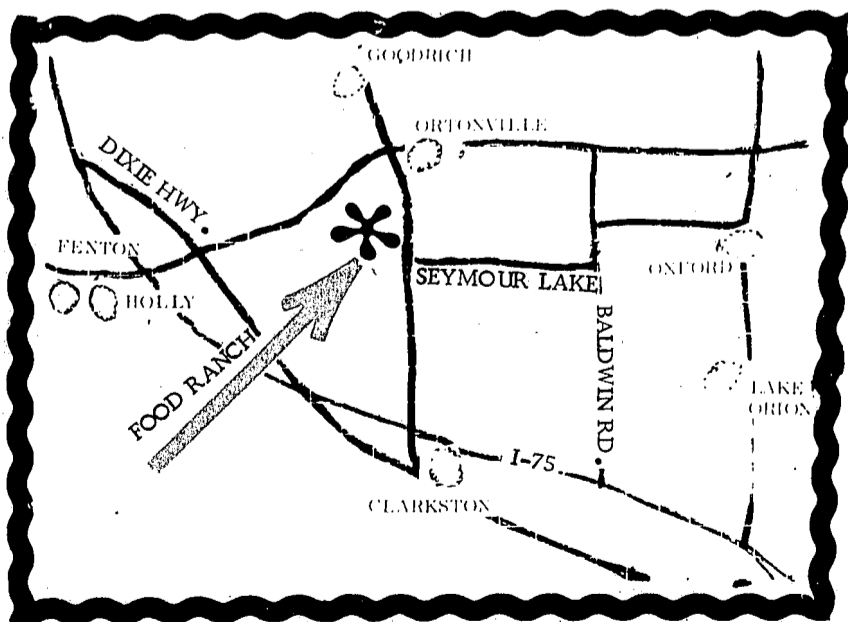 GOODRICH
ORTONVILLE
DIXIE HWY.
FENTON
HOLLY
SEYMOUR LAKE
OXFORD
FOOD RANCH
BALDWIN RD.
LAKE
ORION
I-75
CLARKSTON